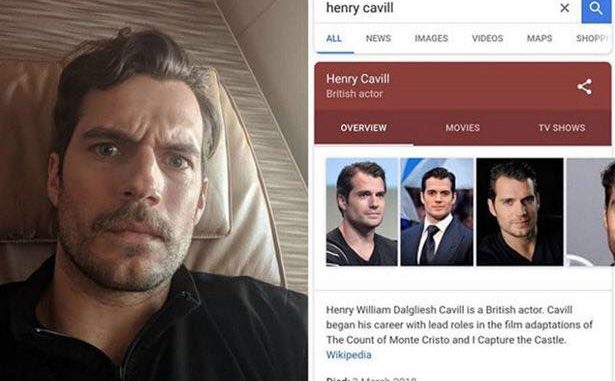 henry cavill
ALL NEWS IMAGES VIDEOS MAPS
Henry Cavill
British actor
OVERVIEW MOVIES TV SHOWS
Henry William Dalgliesh Cavill is a British actor. Cavill
began his career with lead roles in the film adaptations of
The Count of Monte Cristo and I Capture the Castle.
Wikipedia